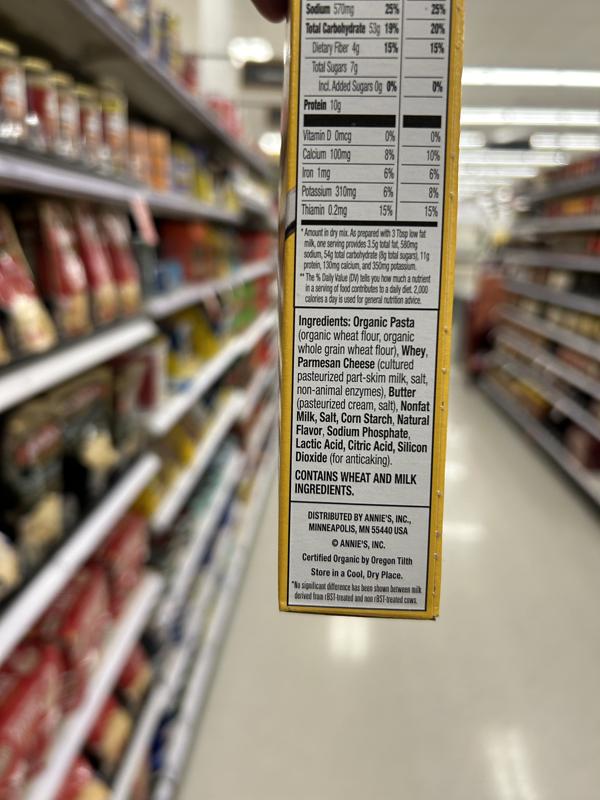 Sodium 570mg 25% 25%
Total Carbohydrate 53g 19% 20%
Dietary Fiber 4g 15% 15%
Total Sugars 7g
Incl. Added Sugars 0g 0% 0%
Protein 10g
Vitamin D 0mcg 0% 0%
Calcium 100mg 8% 10%
Iron 1mg 6% 6%
Potassium 310mg 6% 8%
Thiamin 0.2mg 15% 15%
* Amount in dry mix. As prepared with 3 Tbsp low fat
milk, one serving provides 3.5g total fat, 580mg
sodium, 54g total carbohydrate (8g total sugars), 11g
protein, 130mg calcium, and 350mg potassium.
** The % Daily Value (DV) tells you how much a nutrient
in a serving of food contributes to a daily diet. 2,000
calories a day is used for general nutrition advice.
Ingredients: Organic Pasta
(organic wheat flour, organic
whole grain wheat flour), Whey,
Parmesan Cheese (cultured
pasteurized part-skim milk, salt,
non-animal enzymes), Butter
(pasteurized cream, salt), Nonfat
Milk, Salt, Corn Starch, Natural
Flavor, Sodium Phosphate,
Lactic Acid, Citric Acid, Silicon
Dioxide (for anticaking).
CONTAINS WHEAT AND MILK
INGREDIENTS.
DISTRIBUTED BY ANNIE'S, INC.,
MINNEAPOLIS, MN 55440 USA
© ANNIE'S, INC.
Certified Organic by Oregon Tilth
Store in a Cool, Dry Place.
*No significant difference has been shown between milk
derived from rBST-treated and non rBST-treated cows.